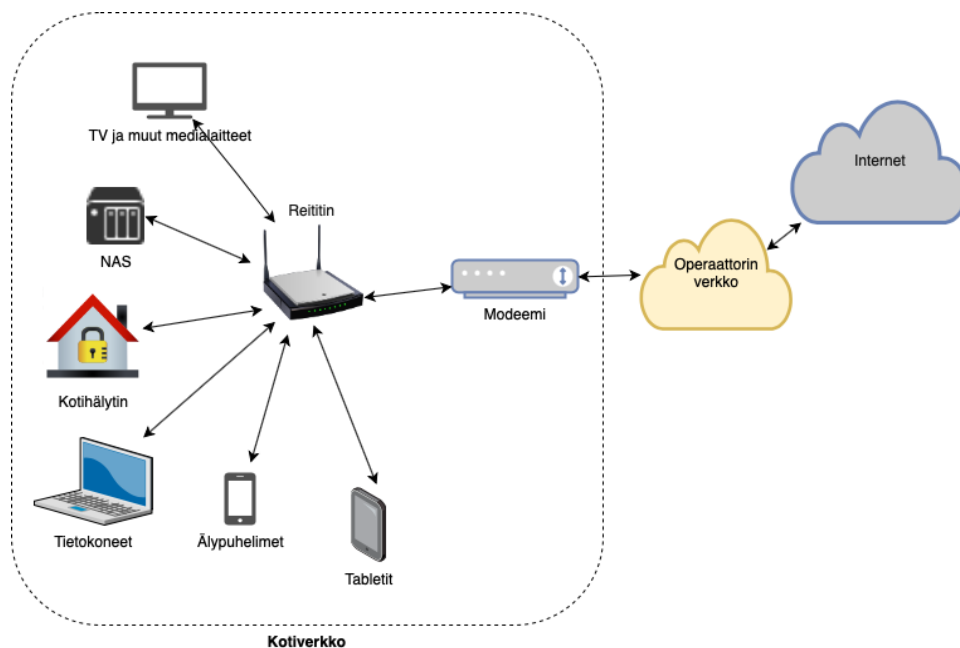 TV ja muut medialaitteet
NAS
Reititin
Kotihälytin
Tietokoneet
Älypuhelimet
Tabletit
Modeemi
Operaattorin
verkko
Internet
Kotiverkko